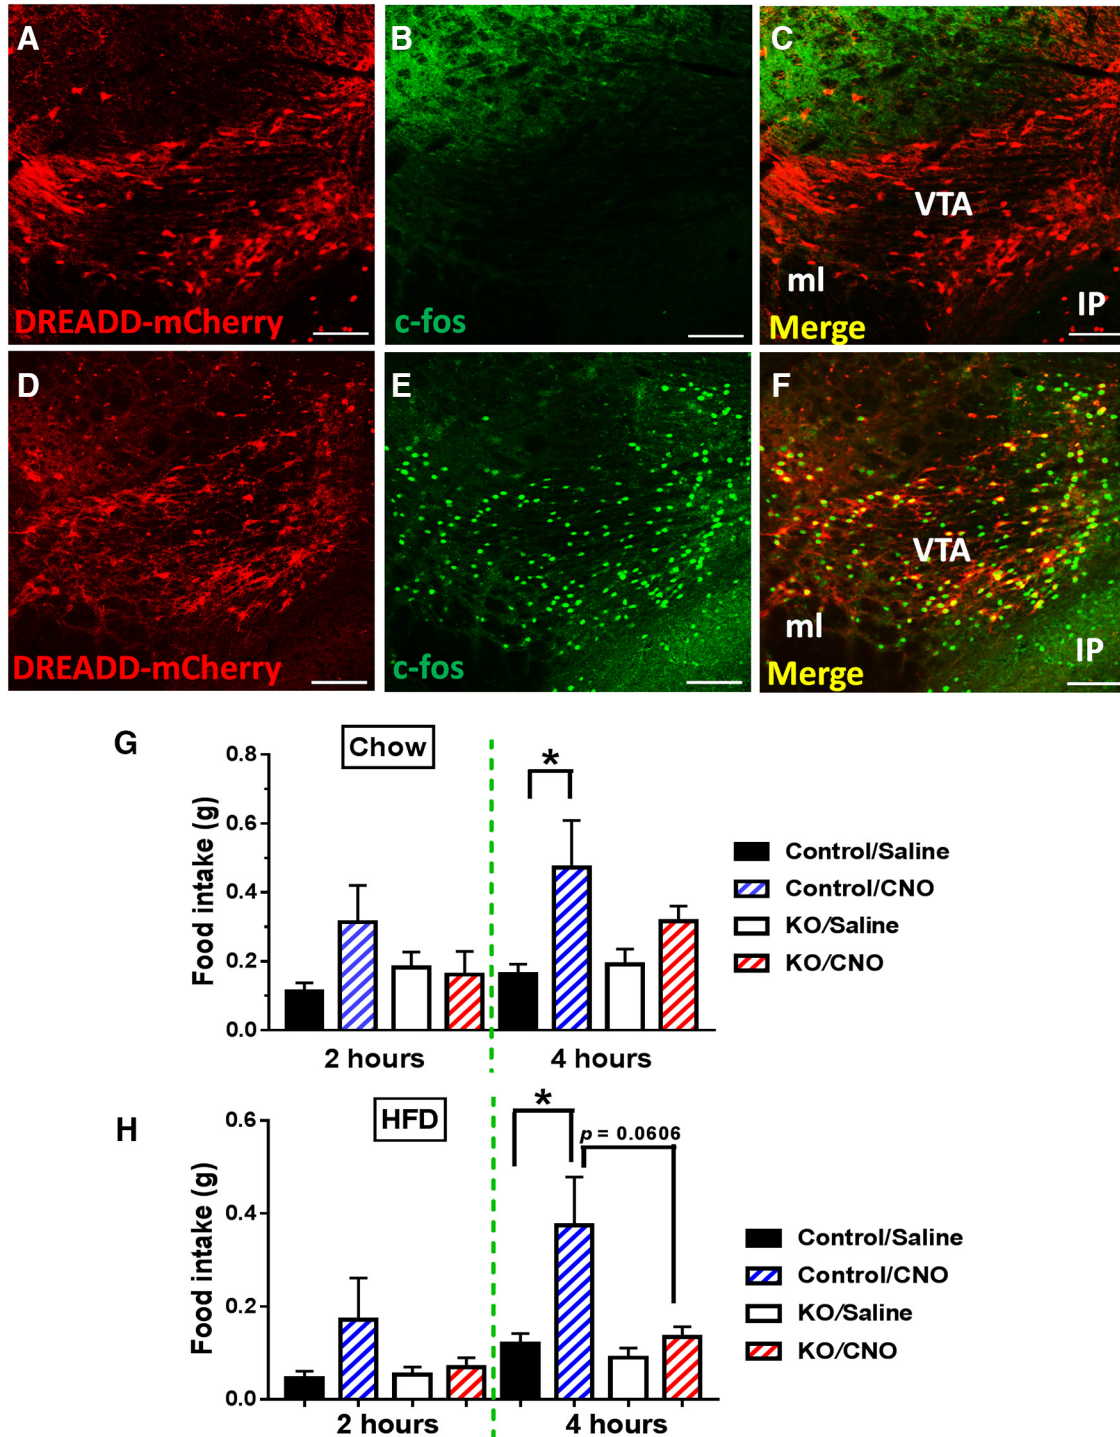 A
B
C
VTA
ml
IP
DREADD-mCherry
c-fos
Merge
D
E
F
VTA
ml
IP
DREADD-mCherry
c-fos
Merge
G
Chow
0.8
*
0.6
Food intake (g)
0.4
0.2
0.0
2 hours
4 hours
Control/Saline
Control/CNO
KO/Saline
KO/CNO
H
HFD
0.6
*
p = 0.0606
Food intake (g)
0.4
0.2
0.0
2 hours
4 hours
Control/Saline
Control/CNO
KO/Saline
KO/CNO